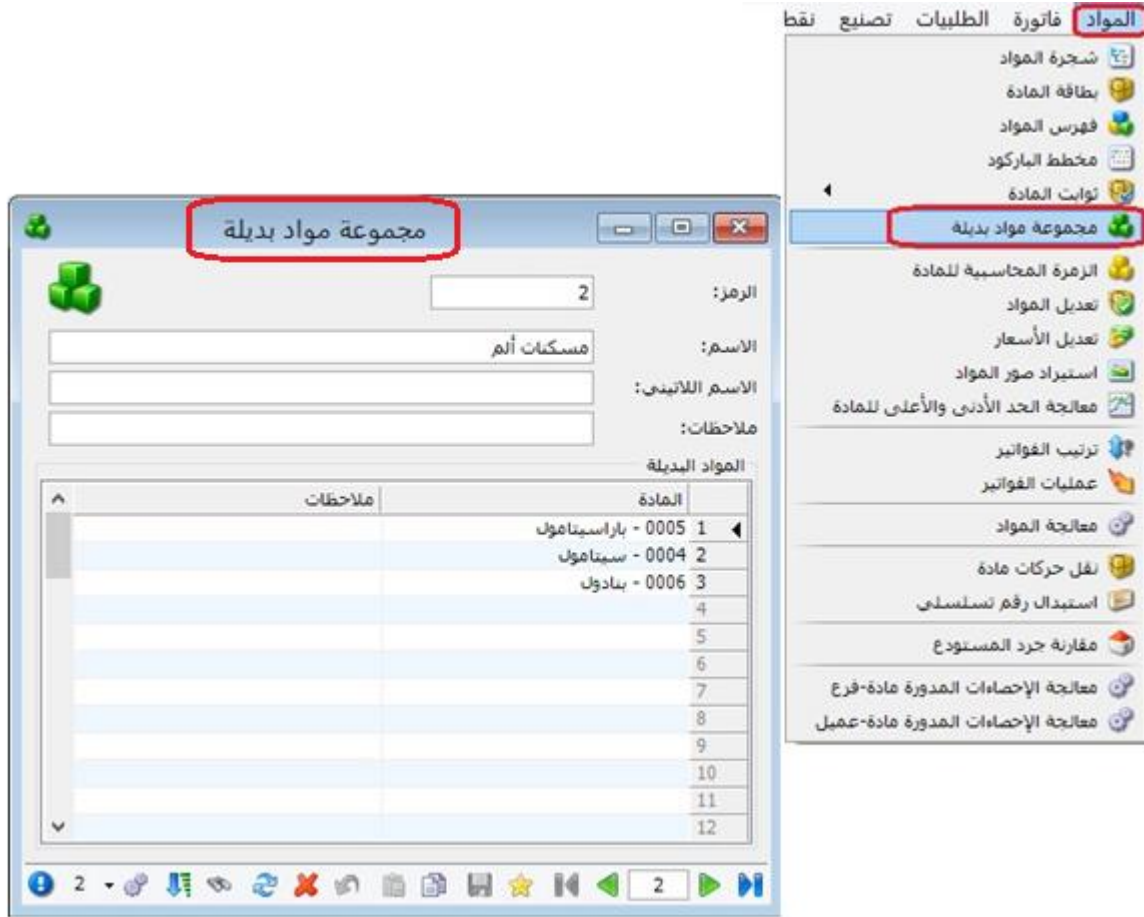 المواد فاتورة الطلبيات تصنيع نقط
شجرة المواد
بطاقة المادة
فهرس المواد
مخطط الباركود
ثوابت المادة
مجموعة مواد بديلة
الزمرة المحاسبية للمادة
تعديل المواد
تعديل الأسعار
استيراد صور المواد
معالجة الحد الأدنى والأعلى للمادة
ترتيب الفواتير
عمليات الفواتير
معالجة المواد
نقل حركات مادة
استبدال رقم تسلسلي
مقارنة جرد المستودع
معالجة الإحصاءات المدورة مادة-فرع
معالجة الإحصاءات المدورة مادة-عميل
مجموعة مواد بديلة
الرمز: 2
الاسم: مسكنات ألم
الاسم اللاتيني:
ملاحظات:
المواد البديلة
المادة ملاحظات
1 0005 - باراسيتامول
2 0004 - سيتامول
3 0006 - بنادول
4
5
6
7
8
9
10
11
12
2 2